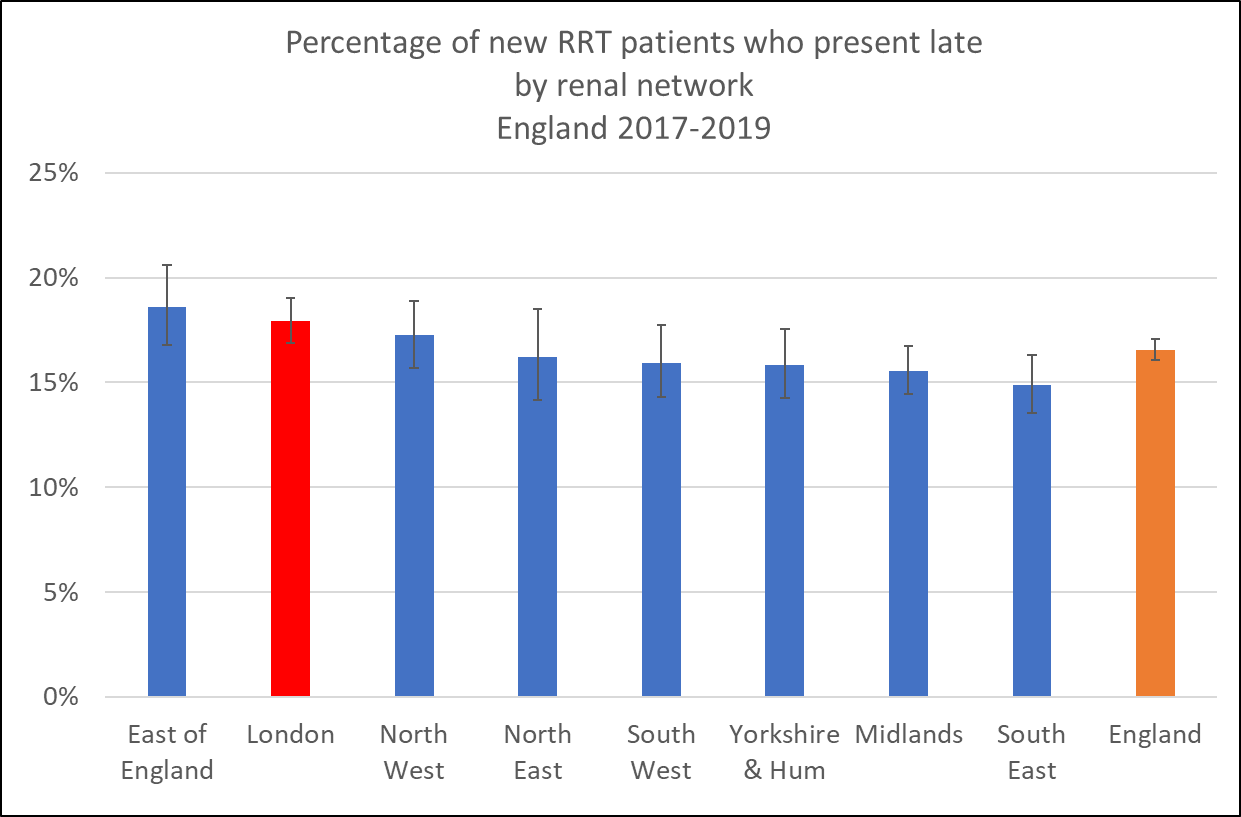 Percentage of new RRT patients who present late
by renal network
England 2017-2019
25%
20%
15%
10%
5%
0%
East of
England
London
North
West
North
East
South
West
Yorkshire
& Hum
Midlands
South
East
England